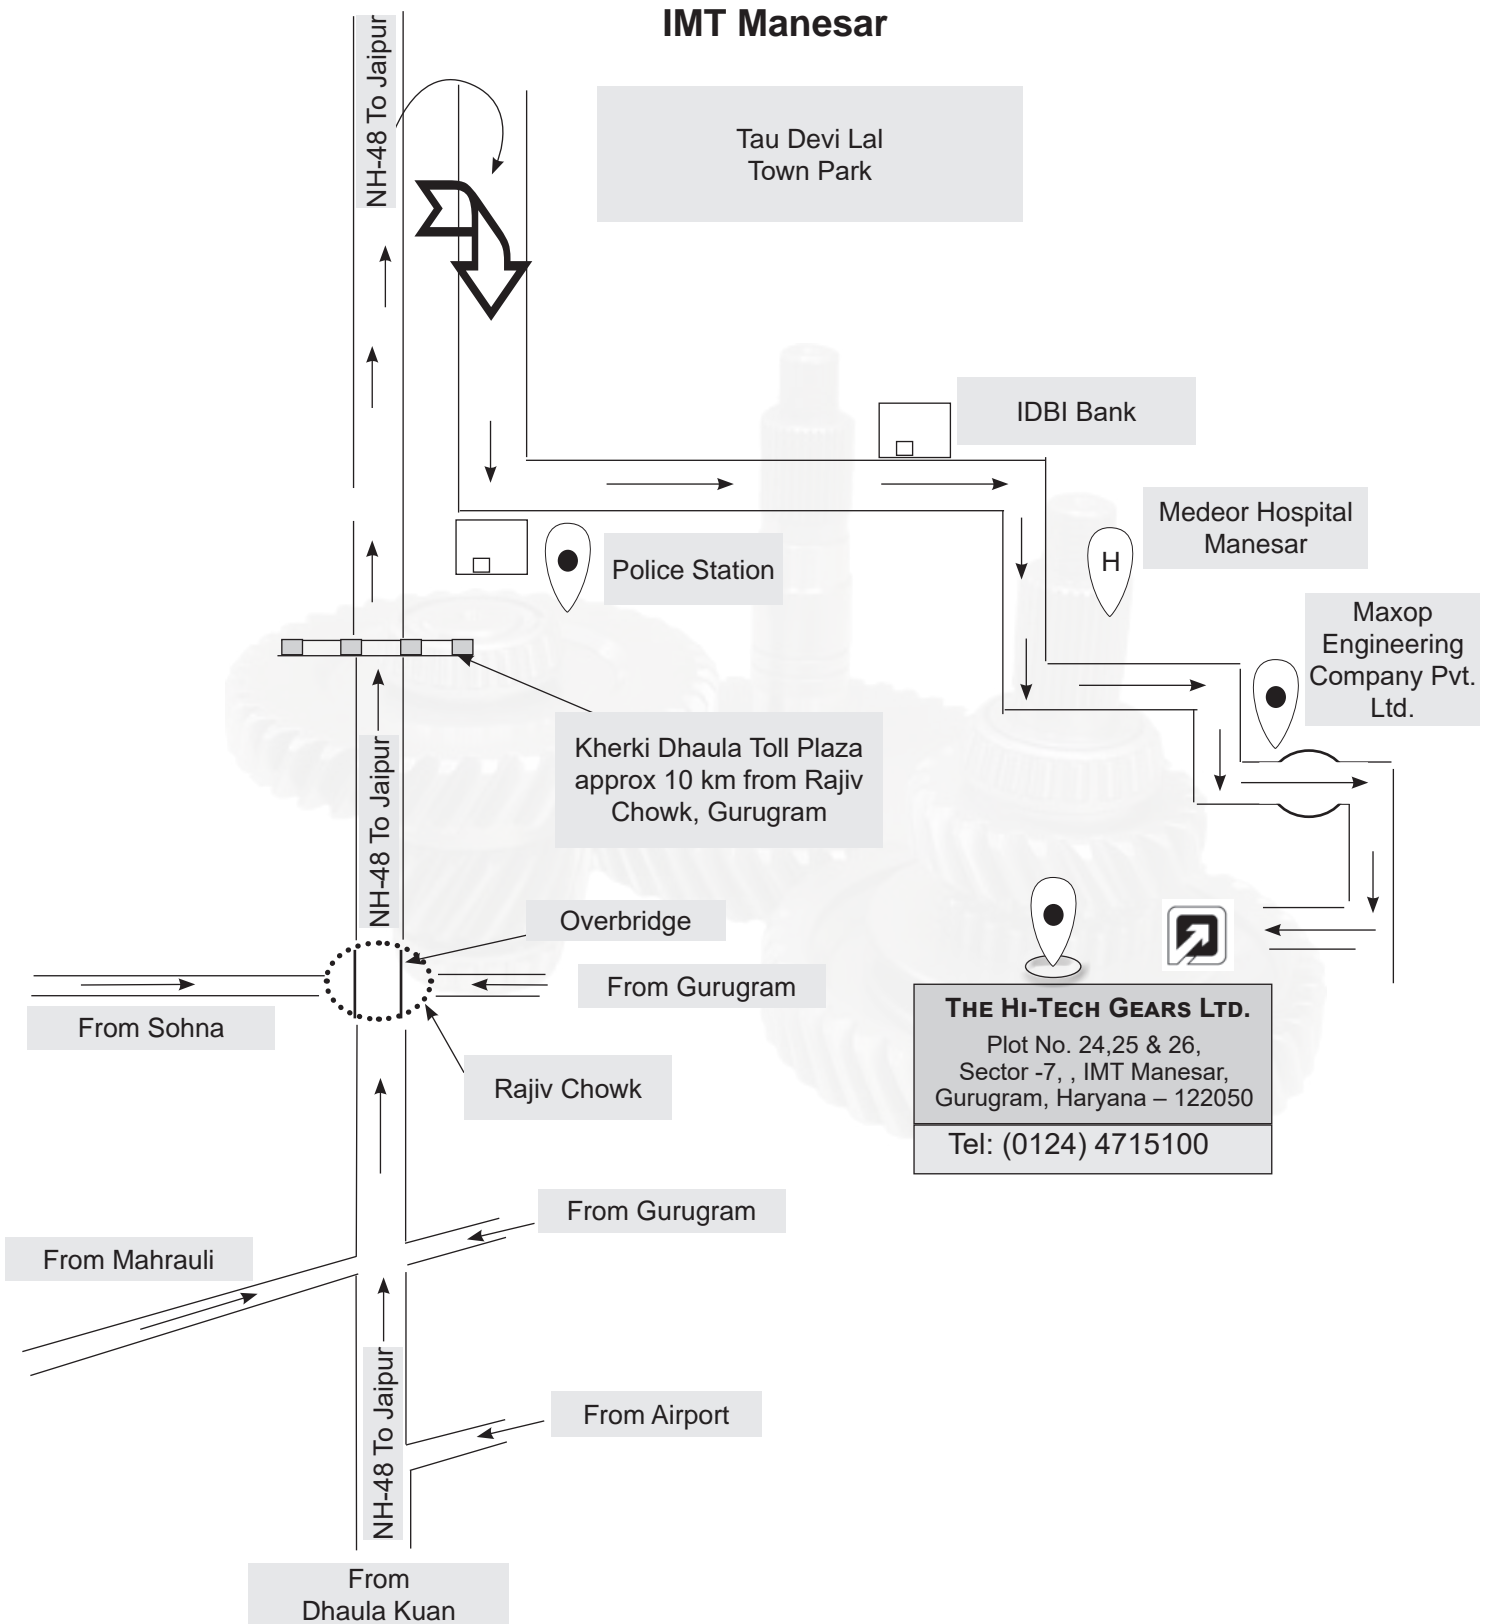 IMT Manesar
NH-48 To Jaipur
Tau Devi Lal
Town Park
IDBI Bank
Medeor Hospital
Manesar
H
Police Station
Maxop
Engineering
Company Pvt.
Ltd.
Kherki Dhaula Toll Plaza
approx 10 km from Rajiv
Chowk, Gurugram
NH-48 To Jaipur
Overbridge
From Gurugram
From Sohna
Rajiv Chowk
THE HI-TECH GEARS LTD.
Plot No. 24,25 & 26,
Sector -7, , IMT Manesar,
Gurugram, Haryana – 122050
Tel: (0124) 4715100
From Gurugram
From Mahrauli
NH-48 To Jaipur
From Airport
From
Dhaula Kuan